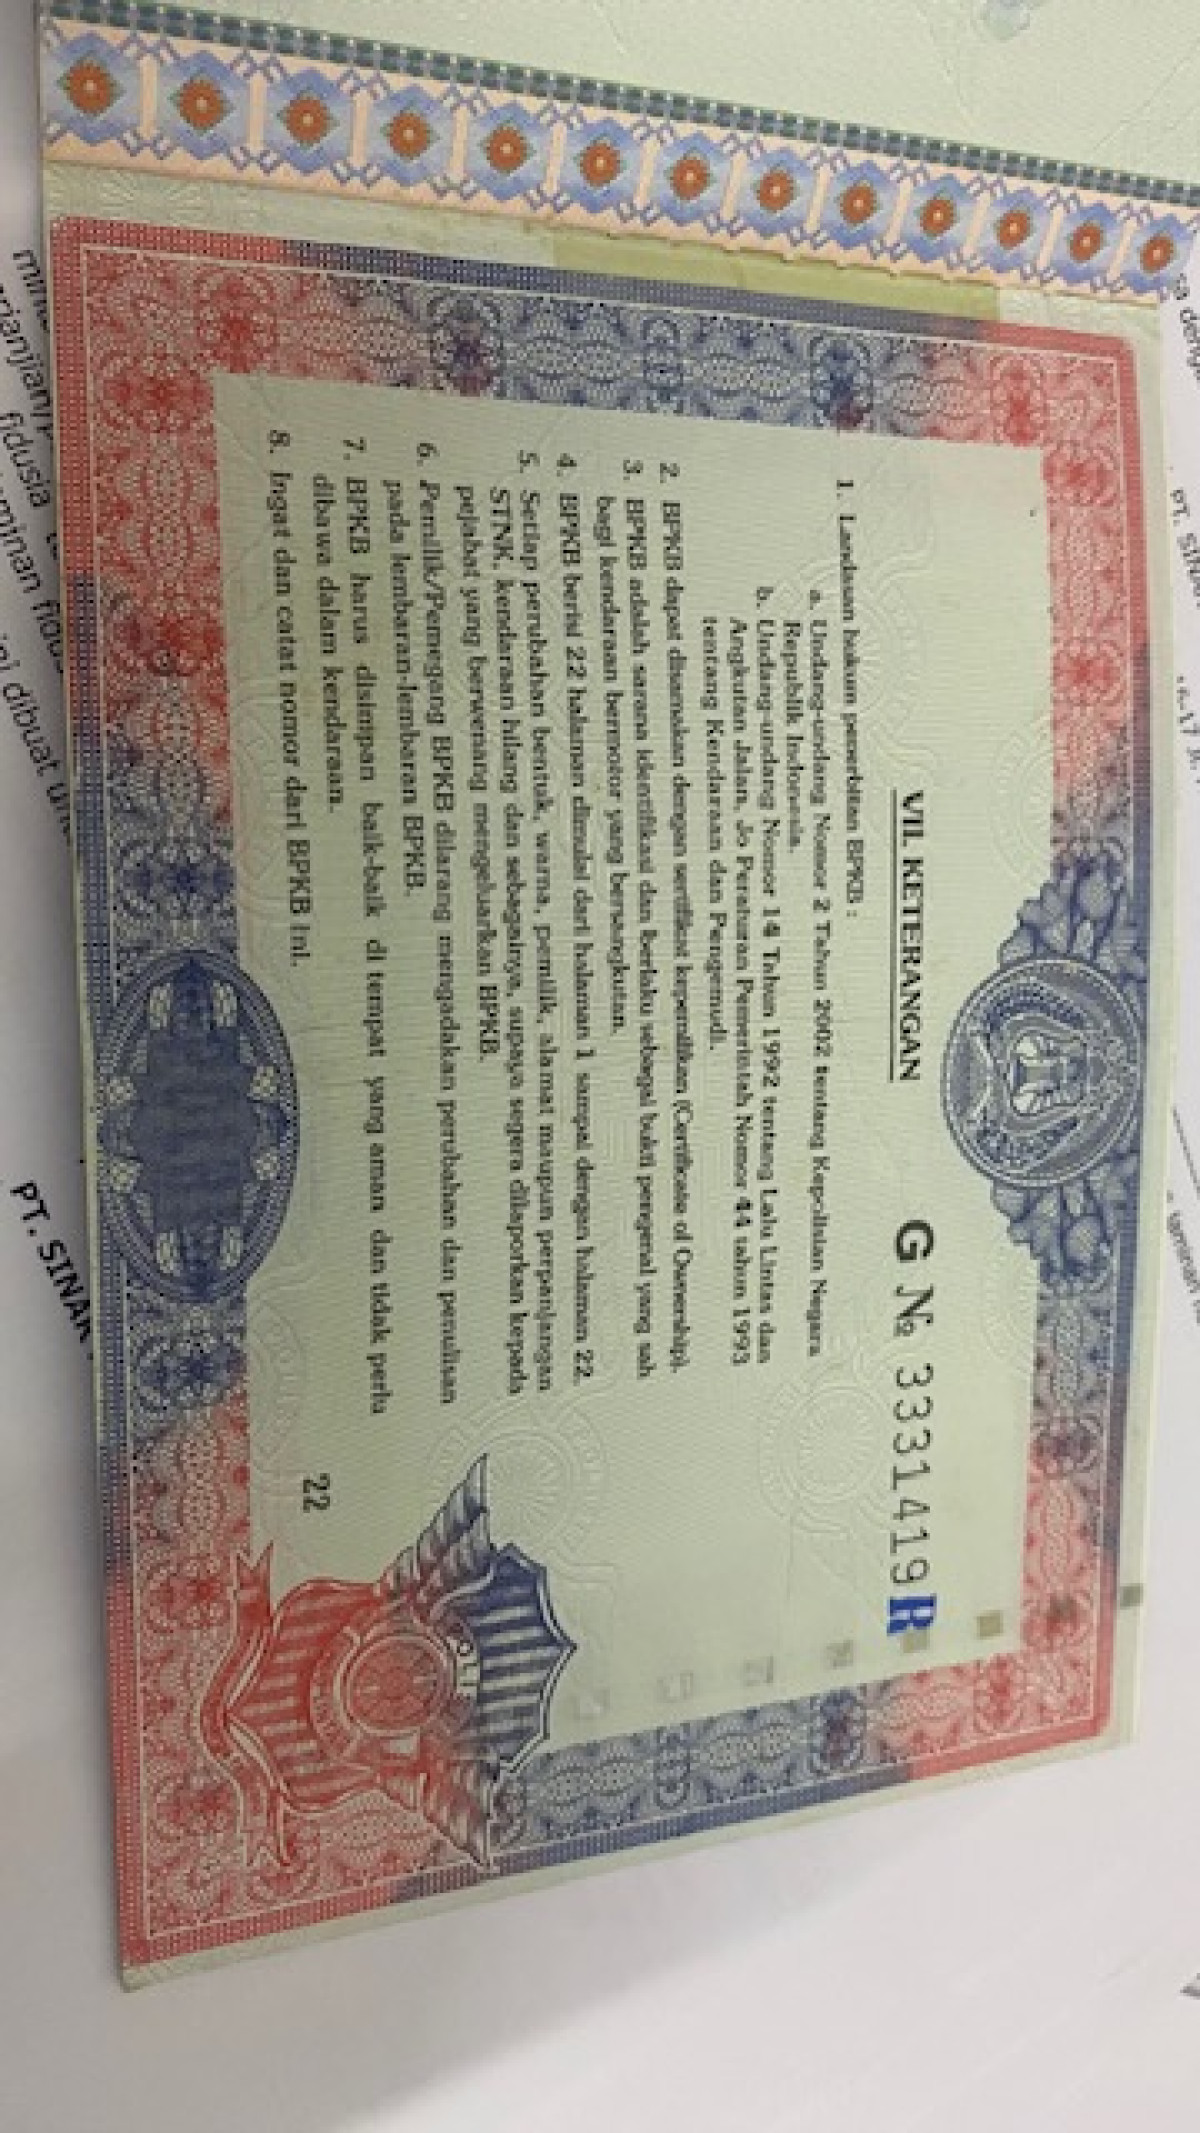 VII. KETERANGAN
G № 3331419R
1. Landasan hukum penerbitan BPKB :
a. Undang-undang Nomor 2 Tahun 2002 tentang Kepolisian Negara
Republik Indonesia.
b. Undang-undang Nomor 14 Tahun 1992 tentang Lalu Lintas dan
Angkutan Jalan, Jo Peraturan Pemerintah Nomor 44 tahun 1993
tentang Kendaraan dan Pengemudi.
2. BPKB dapat disamakan dengan sertifikat kepemilikan (Certificate of Ownership).
3. BPKB adalah sarana identifikasi dan berlaku sebagai bukti pengenal yang sah
bagi kendaraan bermotor yang bersangkutan.
4. BPKB berisi 22 halaman dimulai dari halaman 1 sampai dengan halaman 22.
5. Setiap perubahan bentuk, warna, pemilik, alamat maupun perpanjangan
STNK, kendaraan hilang dan sebagainya, supaya segera dilaporkan kepada
pejabat yang berwenang mengeluarkan BPKB.
6. Pemilik/Pemegang BPKB dilarang mengadakan perubahan dan penulisan
pada lembaran-lembaran BPKB.
7. BPKB harus disimpan baik-baik di tempat yang aman dan tidak perlu
dibawa dalam kendaraan.
8. Ingat dan catat nomor dari BPKB ini.
22
fidusia
ini dibuat
PT. SINAR
PT.